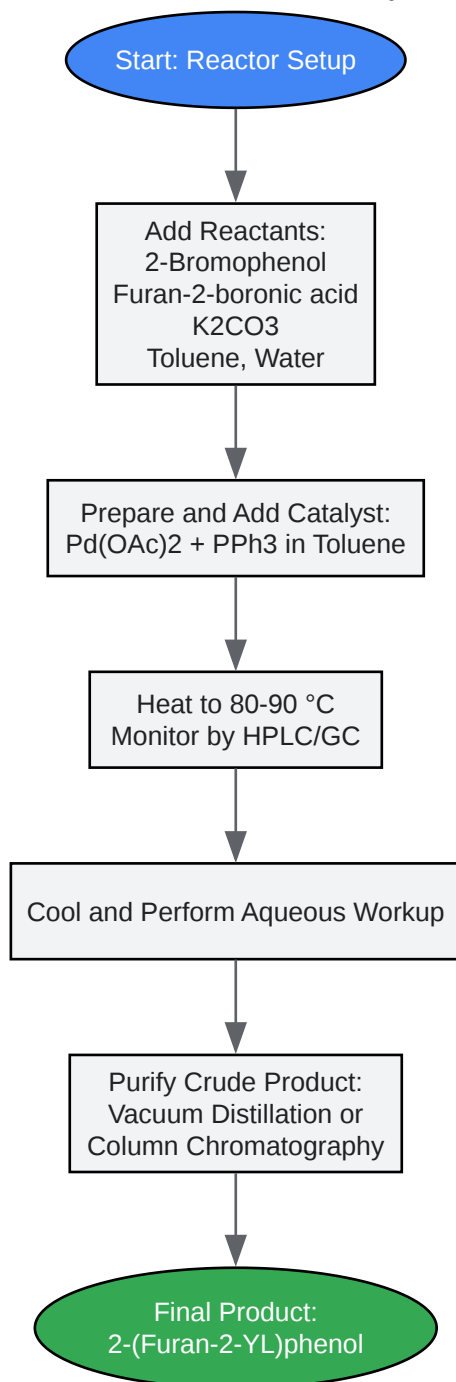 Start: Reactor Setup
Add Reactants:
2-Bromophenol
Furan-2-boronic acid
K2CO3
Toluene, Water
Prepare and Add Catalyst:
Pd(OAc)2 + PPh3 in Toluene
Heat to 80-90 °C
Monitor by HPLC/GC
Cool and Perform Aqueous Workup
Purify Crude Product:
Vacuum Distillation or
Column Chromatography
Final Product:
2-(Furan-2-YL)phenol